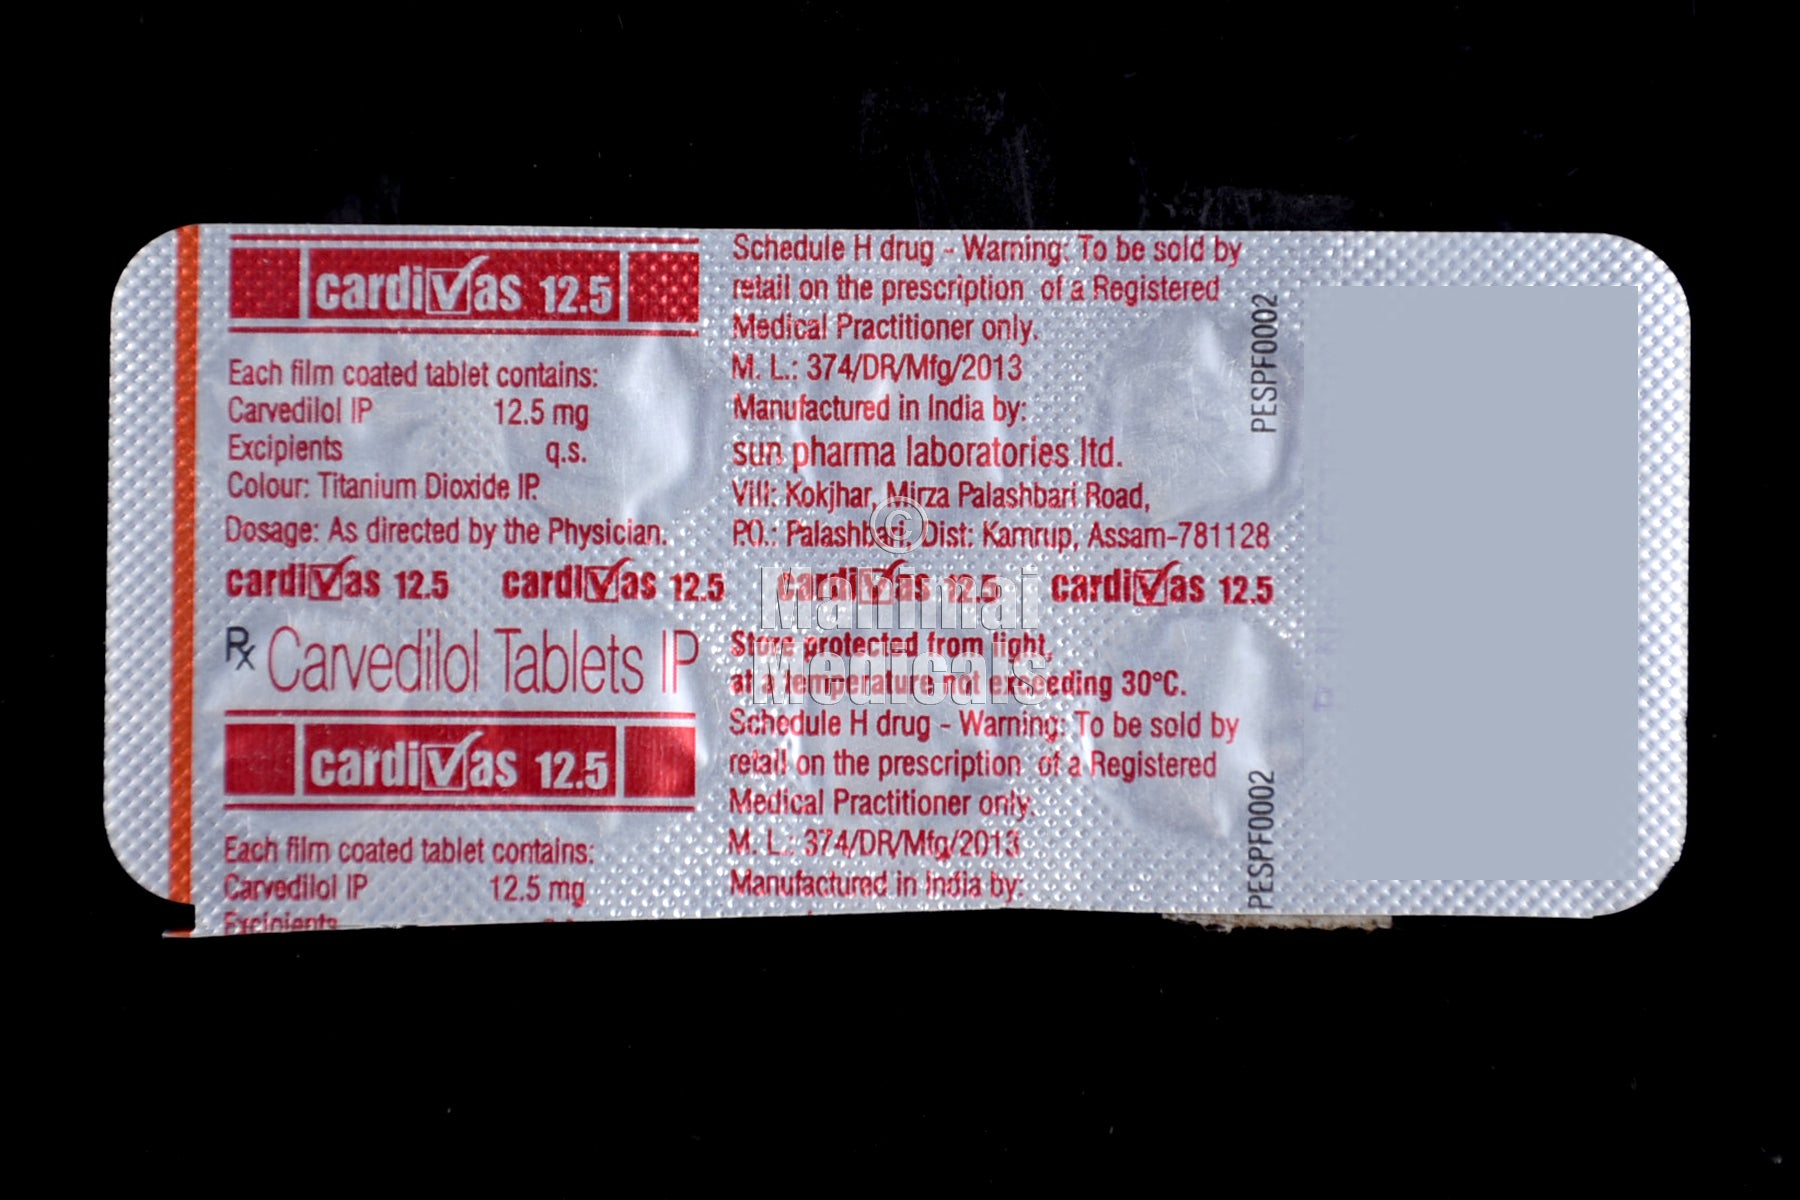 cardivas 12.5
Each film coated tablet contains:
Carvedilol IP 12.5 mg
Excipients q.s.
Colour: Titanium Dioxide IP.
Dosage: As directed by the Physician.
Schedule H drug - Warning: To be sold by
retail on the prescription of a Registered
Medical Practitioner only.
M. L.: 374/DR/Mfg/2013
Manufactured in India by:
sun pharma laboratories ltd.
Vill: Kokjhar, Mirza Palashbari Road,
P.O.: Palashbari, Dist: Kamrup, Assam-781128
PESPF0002
cardivas 12.5 cardivas 12.5 cardivas 12.5 cardivas 12.5
Rx Carvedilol Tablets IP
cardivas 12.5
Each film coated tablet contains:
Carvedilol IP 12.5 mg
Excipients
Store protected from light,
at a temperature not exceeding 30°C.
Schedule H drug - Warning: To be sold by
retail on the prescription of a Registered
Medical Practitioner only.
M. L.: 374/DR/Mfg/2013
Manufactured in India by:
PESPF0002
©
Manimai
Medicals